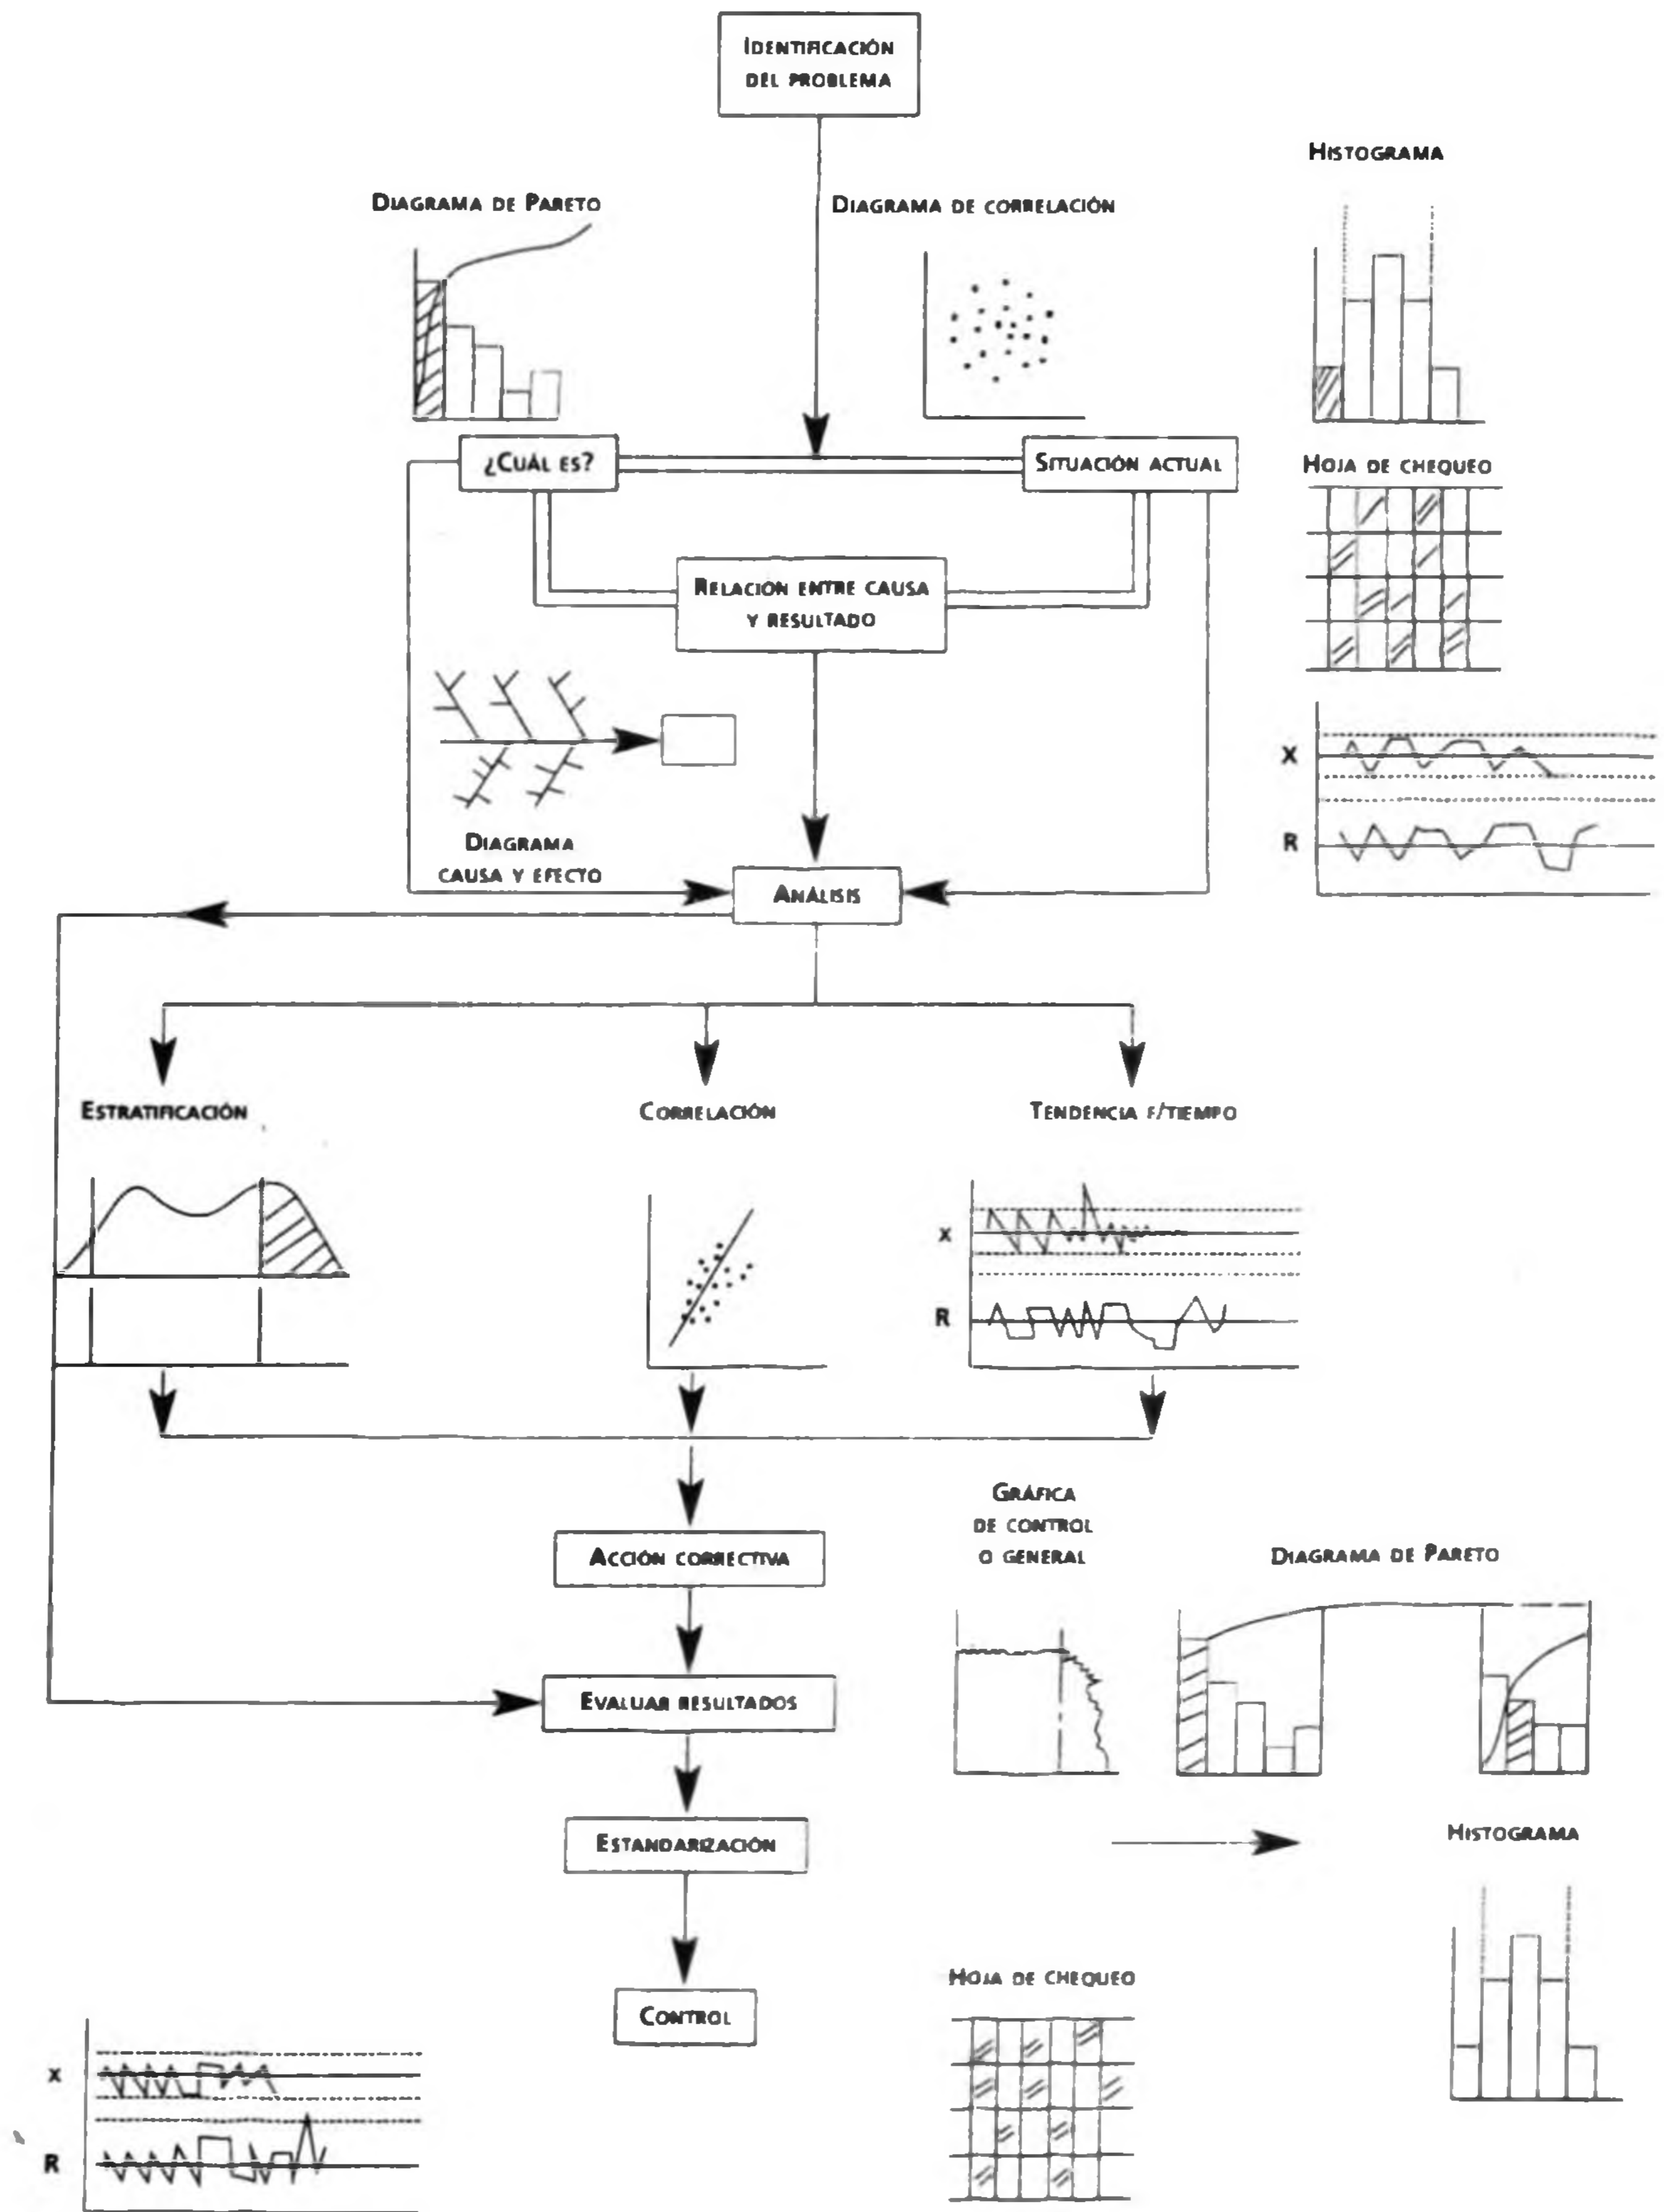 IDENTIFICACIÓN
DEL PROBLEMA
HISTOGRAMA
DIAGRAMA DE PARETO
DIAGRAMA DE CORRELACIÓN
¿CUÁL ES?
SITUACIÓN ACTUAL
HOJA DE CHEQUEO
RELACIÓN ENTRE CAUSA
Y RESULTADO
X
R
DIAGRAMA
CAUSA Y EFECTO
ANÁLISIS
ESTRATIFICACIÓN
CORRELACIÓN
TENDENCIA F/TIEMPO
X
R
GRÁFICA
DE CONTROL
O GENERAL
ACCIÓN CORRECTIVA
DIAGRAMA DE PARETO
EVALUAR RESULTADOS
ESTANDARIZACIÓN
HISTOGRAMA
HOJA DE CHEQUEO
CONTROL
X
R